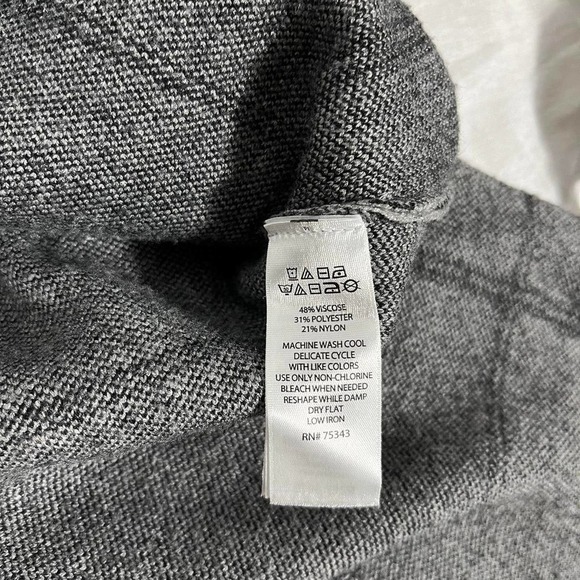 48% VISCOSE
31% POLYESTER
21% NYLON
MACHINE WASH COOL
DELICATE CYCLE
WITH LIKE COLORS
USE ONLY NON-CHLORINE
BLEACH WHEN NEEDED
RESHAPE WHILE DAMP
DRY FLAT
LOW IRON
RN# 75343